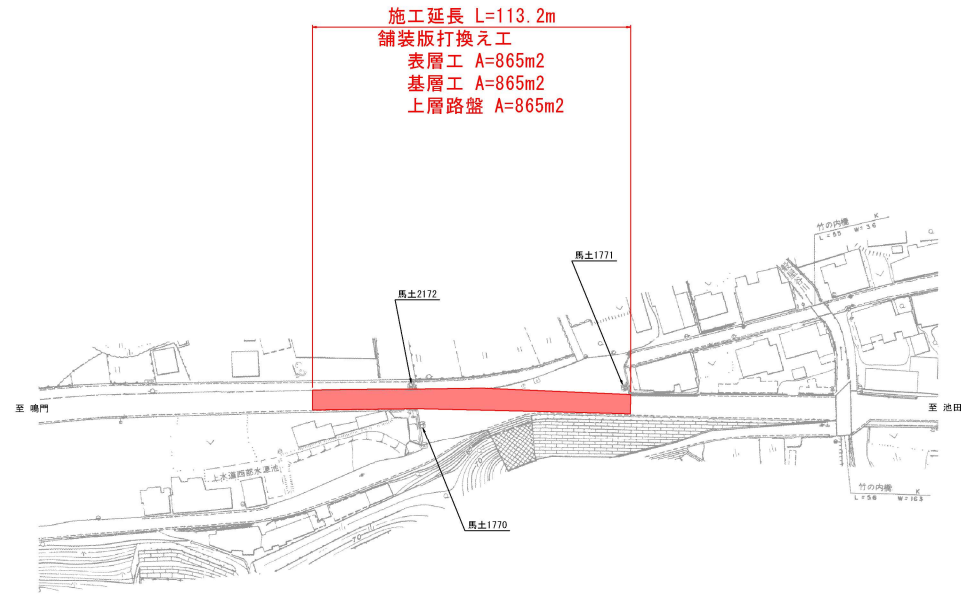 施工延長 L=113.2m
舗装版打換え工
表層工 A=865m2
基層工 A=865m2
上層路盤 A=865m2
竹の内橋 K
馬土1771
馬土2172
至 鳴門
至 池田
上水道西部水源池
馬土1770
竹の内橋 K
L=56 W=163